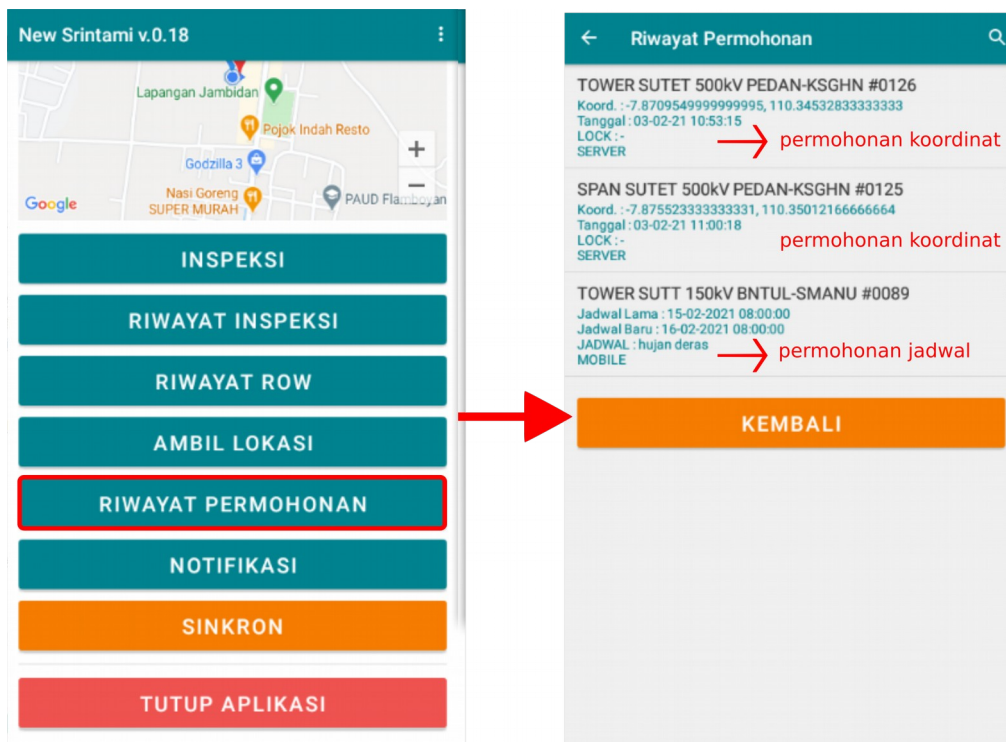 New Srintami v.0.18
Lapangan Jambidan
Pojok Indah Resto
Godzilla 3
Nasi Goreng
SUPER MURAH
PAUD Flamboyan
Google
INSPEKSI
RIWAYAT INSPEKSI
RIWAYAT ROW
AMBIL LOKASI
RIWAYAT PERMOHONAN
NOTIFIKASI
SINKRON
TUTUP APLIKASI
Riwayat Permohonan
TOWER SUTET 500kV PEDAN-KSGHN #0126
Koord. :-7.8709549999999995, 110.34532833333333
Tanggal : 03-02-21 10:53:15
LOCK :-
permohonan koordinat
SERVER
SPAN SUTET 500kV PEDAN-KSGHN #0125
Koord. :-7.875523333333331, 110.35012166666664
Tanggal : 03-02-21 11:00:18
LOCK :-
permohonan koordinat
SERVER
TOWER SUTT 150kV BNTUL-SMANU #0089
Jadwal Lama : 15-02-2021 08:00:00
Jadwal Baru : 16-02-2021 08:00:00
JADWAL : hujan deras
permohonan jadwal
MOBILE
KEMBALI